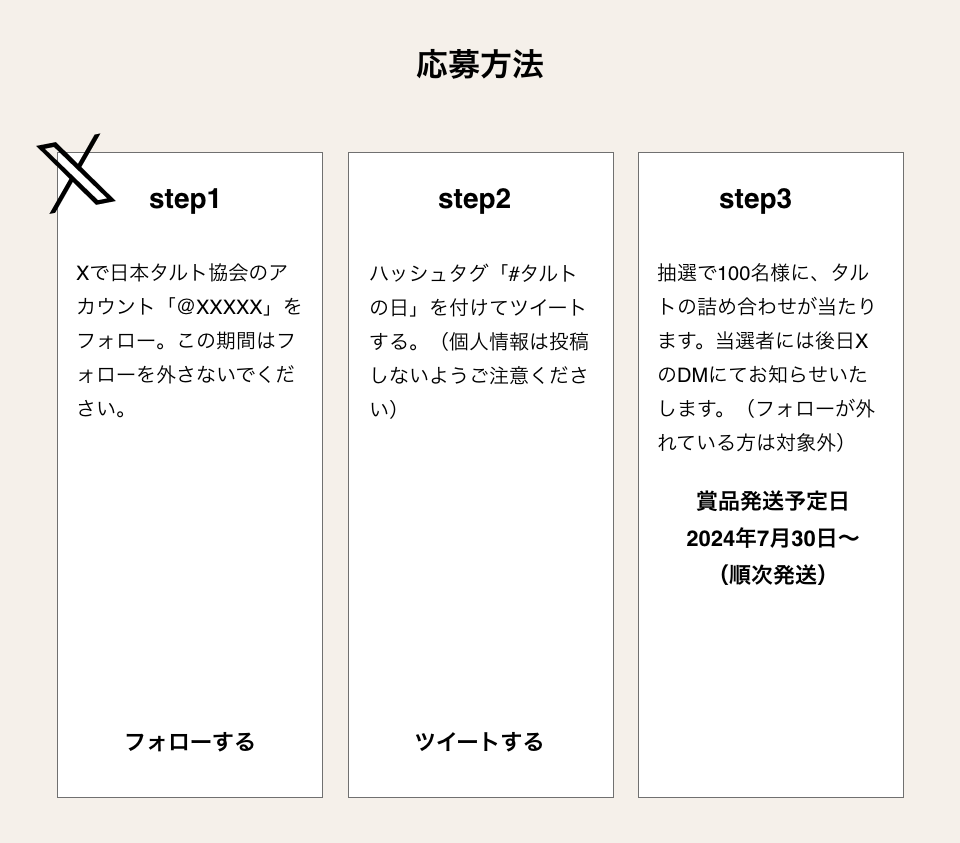 応募方法
step1
Xで日本タルト協会のア
カウント「@XXXXX」を
フォロー。この期間はフ
ォローを外さないでくだ
さい。
フォローする
step2
ハッシュタグ「#タルト
の日」を付けてツイート
する。（個人情報は投稿
しないようご注意くださ
い）
ツイートする
step3
抽選で100名様に、タル
トの詰め合わせが当たり
ます。当選者には後日X
のDMにてお知らせいた
します。（フォローが外
れている方は対象外）
賞品発送予定日
2024年7月30日〜
（順次発送）